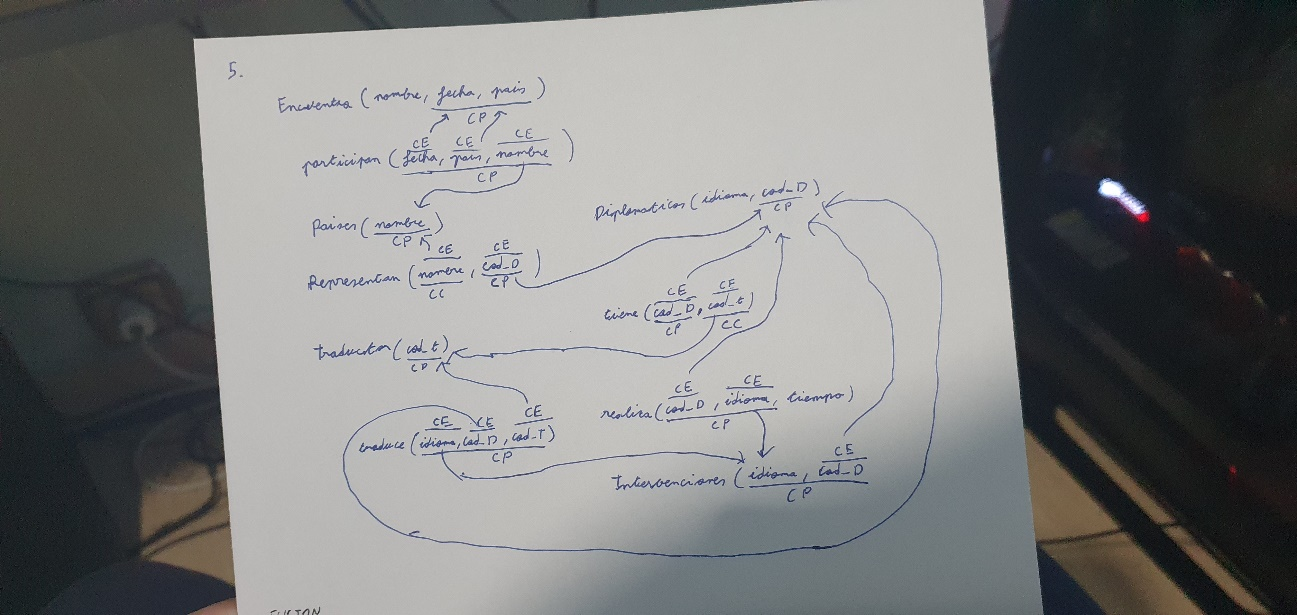 5.
Encuentra (nombre, fecha, pais)
CP
CE CE CE
participan (fecha, pais, nombre)
CP
Paises (nombre)
CP
CE CE
Representan (nombre, cod_D)
CC CP
Diplomaticos (idioma, cod_D)
CP
CE CE
tiene (cod_D, cod_t)
CP CC
traductor (cod_t)
CP
CE CE
realiza (cod_D, idioma, tiempo)
CP
CE CE CE
traduce (idioma, cod_D, cod_T)
CP
CE
Intervenciones (idioma, cod_D
CP